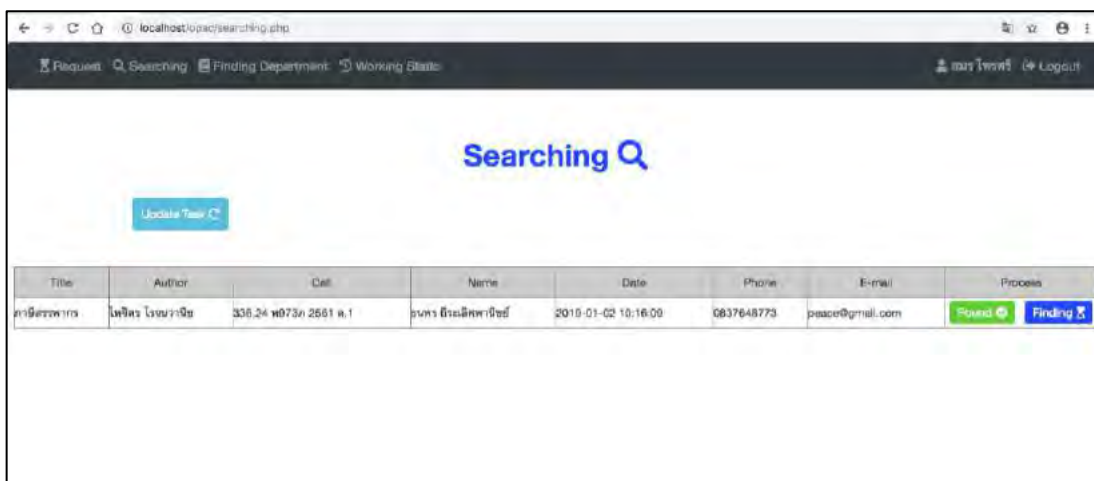 localhost/opac/searching.php
Request Searching Finding Department Working Static Logout
Searching
Update Task
Title Author Call Name Date Phone E-mail Process
ภาษีสรรพากร ไพจิตร โรจนวานิช 336.24 พ973ภ 2561 ฉ.1 2019-01-02 10:16:09 0837648773 peace@gmail.com Found Finding